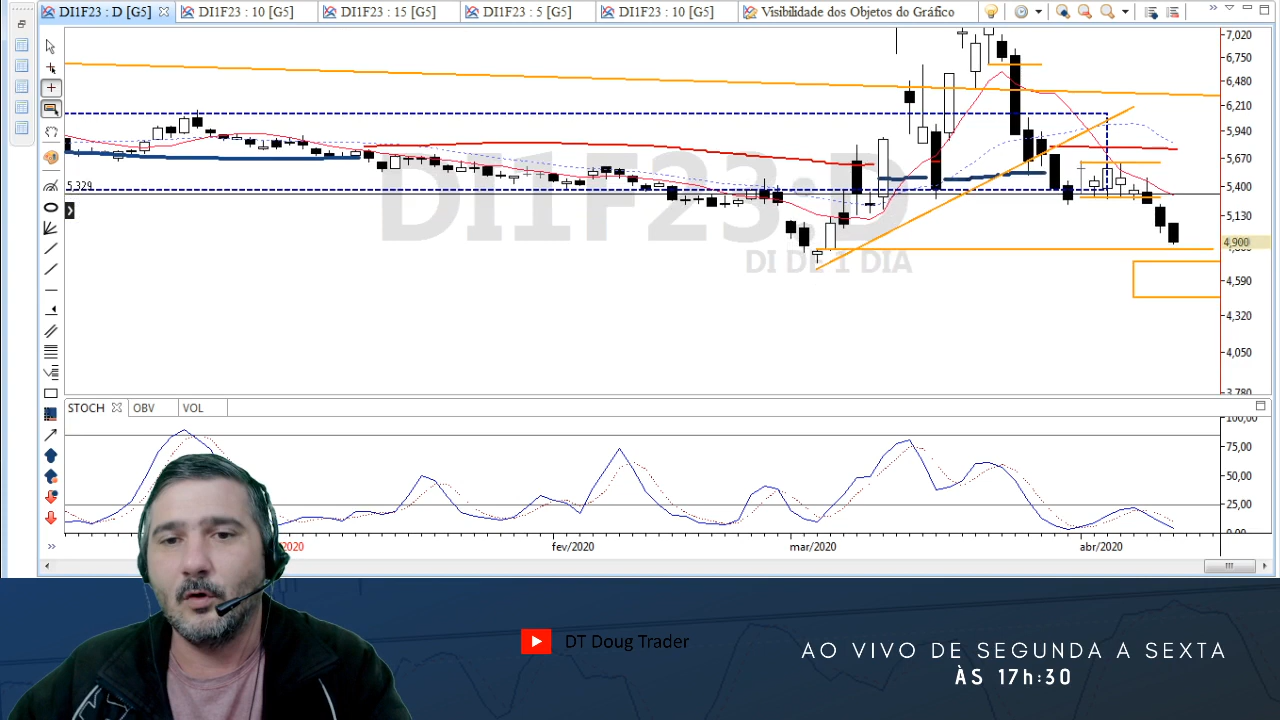 DI1F23 : D [G5]
DI1F23 : 10 [G5]
DI1F23 : 15 [G5]
DI1F23 : 5 [G5]
DI1F23 : 10 [G5]
Visibilidade dos Objetos do Gráfico
7,020
6,750
6,480
6,210
5,940
5,670
5,400
5,130
4,900
4,590
4,320
4,050
3,780
5,329
DI1F23:D
DI DE 1 DIA
STOCH
OBV
VOL
100,00
75,00
50,00
25,00
0,00
2020
fev/2020
mar/2020
abr/2020
DT Doug Trader
AO VIVO DE SEGUNDA A SEXTA
ÀS 17h:30